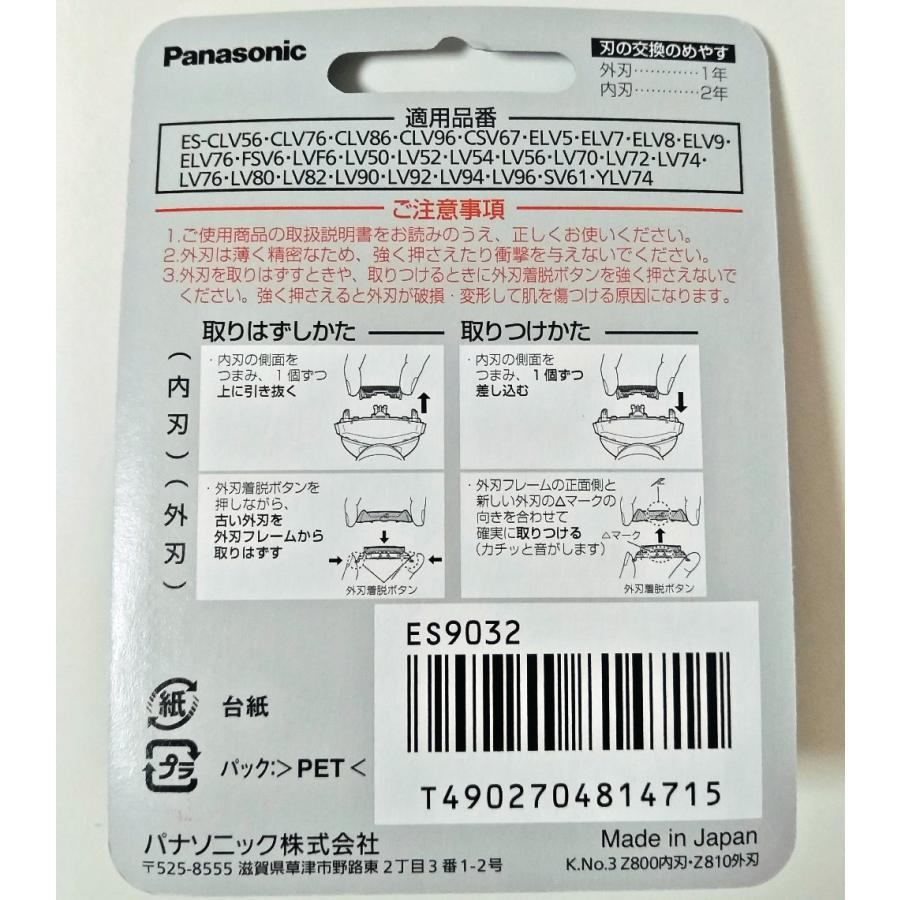 Panasonic
刃の交換のめやす
外刃…………1年
内刃…………2年
適用品番
ES-CLV56・CLV76・CLV86・CLV96・CSV67・ELV5・ELV7・ELV8・ELV9・
ELV76・FSV6・LVF6・LV50・LV52・LV54・LV56・LV70・LV72・LV74・
LV76・LV80・LV82・LV90・LV92・LV94・LV96・SV61・YLV74
ご注意事項
1.ご使用商品の取扱説明書をお読みのうえ、正しくお使いください。
2.外刃は薄く精密なため、強く押さえたり衝撃を与えないでください。
3.外刃を取りはずすときや、取りつけるときに外刃着脱ボタンを強く押さえないで
ください。強く押さえると外刃が破損・変形して肌を傷つける原因になります。
取りはずしかた
取りつけかた
（内刃）
・内刃の側面を
つまみ、1個ずつ
上に引き抜く
・内刃の側面を
つまみ、1個ずつ
差し込む
（外刃）
・外刃着脱ボタンを
押しながら、
古い外刃を
外刃フレームから
取りはずす
外刃着脱ボタン
・外刃フレームの正面側と
新しい外刃の△マークの
向きを合わせて
確実に取りつける
（カチッと音がします）
△マーク
外刃着脱ボタン
ES9032
T4902704814715
紙
台紙
プラ
パック:＞PET＜
パナソニック株式会社
〒525-8555 滋賀県草津市野路東2丁目3番1-2号
Made in Japan
K.No.3 Z800内刃・Z810外刃